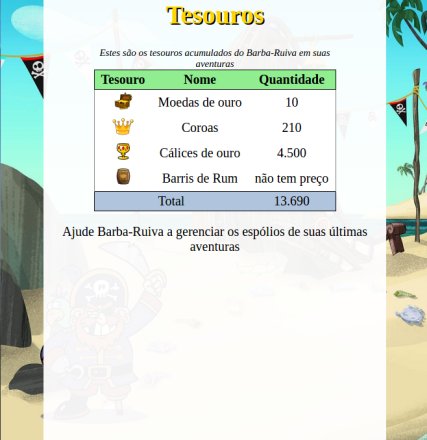 Tesouros
Estes são os tesouros acumulados do Barba-Ruiva em suas
aventuras
Tesouro Nome Quantidade
Moedas de ouro 10
Coroas 210
Cálices de ouro 4.500
Barris de Rum não tem preço
Total 13.690
Ajude Barba-Ruiva a gerenciar os espólios de suas últimas
aventuras